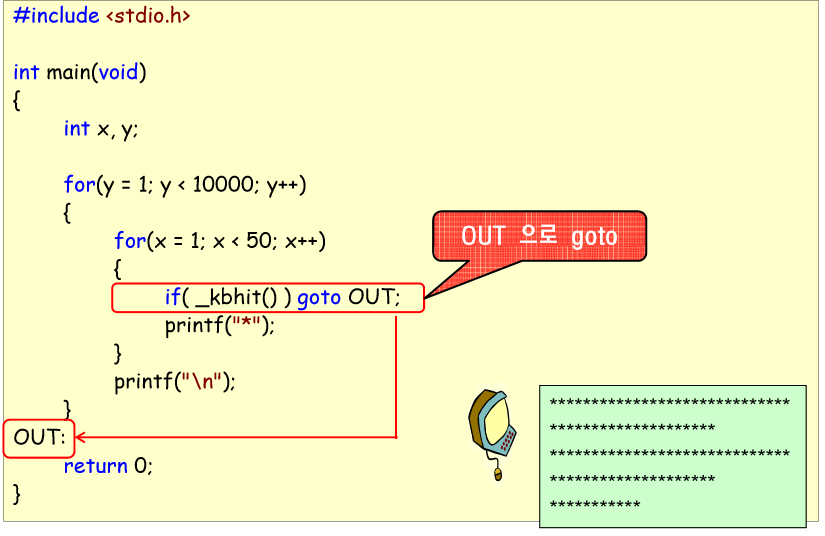 #include <stdio.h>
int main(void)
{
int x, y;
for(y = 1; y < 10000; y++)
{
for(x = 1; x < 50; x++)
{
if( _kbhit() ) goto OUT;
printf("*");
}
printf("\n");
}
OUT:
return 0;
}
OUT 으로 goto
*****************************
********************
*****************************
********************
***********